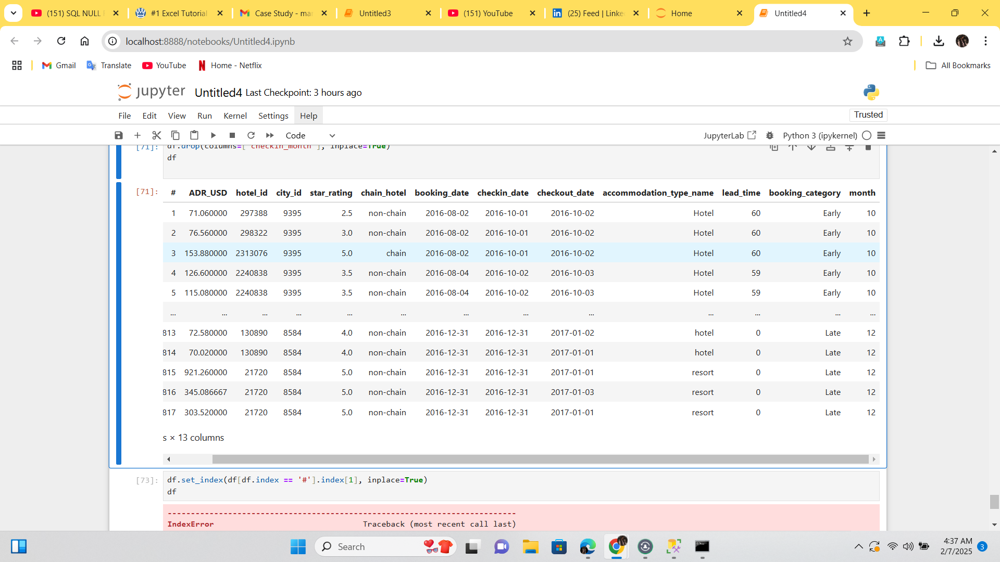 (151) SQL NULL F
#1 Excel Tutorial
Case Study - mai
Untitled3
(151) YouTube
(25) Feed | Linke
Home
Untitled4
localhost:8888/notebooks/Untitled4.ipynb
Gmail
Translate
YouTube
Home - Netflix
All Bookmarks
jupyter
Untitled4 Last Checkpoint: 3 hours ago
File Edit View Run Kernel Settings Help
Trusted
Code
JupyterLab
Python 3 (ipykernel)
[71]: df.drop(columns=["checkin_month"], inplace=True)
df
[71]: # ADR_USD hotel_id city_id star_rating chain_hotel booking_date checkin_date checkout_date accommodation_type_name lead_time booking_category month
1 71.060000 297388 9395 2.5 non-chain 2016-08-02 2016-10-01 2016-10-02 Hotel 60 Early 10
2 76.560000 298322 9395 3.0 non-chain 2016-08-02 2016-10-01 2016-10-02 Hotel 60 Early 10
3 153.880000 2313076 9395 5.0 chain 2016-08-02 2016-10-01 2016-10-02 Hotel 60 Early 10
4 126.600000 2240838 9395 3.5 non-chain 2016-08-04 2016-10-02 2016-10-03 Hotel 59 Early 10
5 115.080000 2240838 9395 3.5 non-chain 2016-08-04 2016-10-02 2016-10-03 Hotel 59 Early 10
... ... ... ... ... ... ... ... ... ... ... ... ...
813 72.580000 130890 8584 4.0 non-chain 2016-12-31 2016-12-31 2017-01-02 hotel 0 Late 12
814 70.020000 130890 8584 4.0 non-chain 2016-12-31 2016-12-31 2017-01-01 hotel 0 Late 12
815 921.260000 21720 8584 5.0 non-chain 2016-12-31 2016-12-31 2017-01-01 resort 0 Late 12
816 345.086667 21720 8584 5.0 non-chain 2016-12-31 2016-12-31 2017-01-03 resort 0 Late 12
817 303.520000 21720 8584 5.0 non-chain 2016-12-31 2016-12-31 2017-01-01 resort 0 Late 12
s × 13 columns
[73]: df.set_index(df[df.index == '#'].index[1], inplace=True)
df
---------------------------------------------------------------------------
IndexError Traceback (most recent call last)
Search
4:37 AM
2/7/2025
3